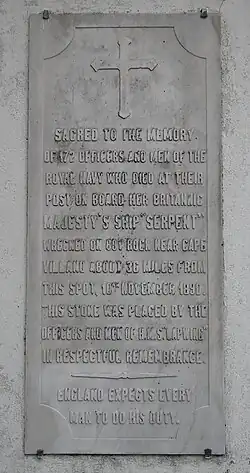 SACRED TO THE MEMORY.
OF 172 OFFICERS AND MEN OF THE
ROYAL NAVY WHO DIED AT THEIR
POST ON BOARD HER BRITANNIC
MAJESTY'S SHIP "SERPENT"
WRECKED ON ROCK NEAR CAPE
VILLANO ABOUT 36 MILES FROM
THIS SPOT, 10TH NOVEMBER 1890.
THIS STONE WAS PLACED BY THE
OFFICERS AND MEN OF H.M.S. LAPWING"
IN RESPECTFUL REMEMBRANCE.
ENGLAND EXPECTS EVERY
MAN TO DO HIS DUTY.